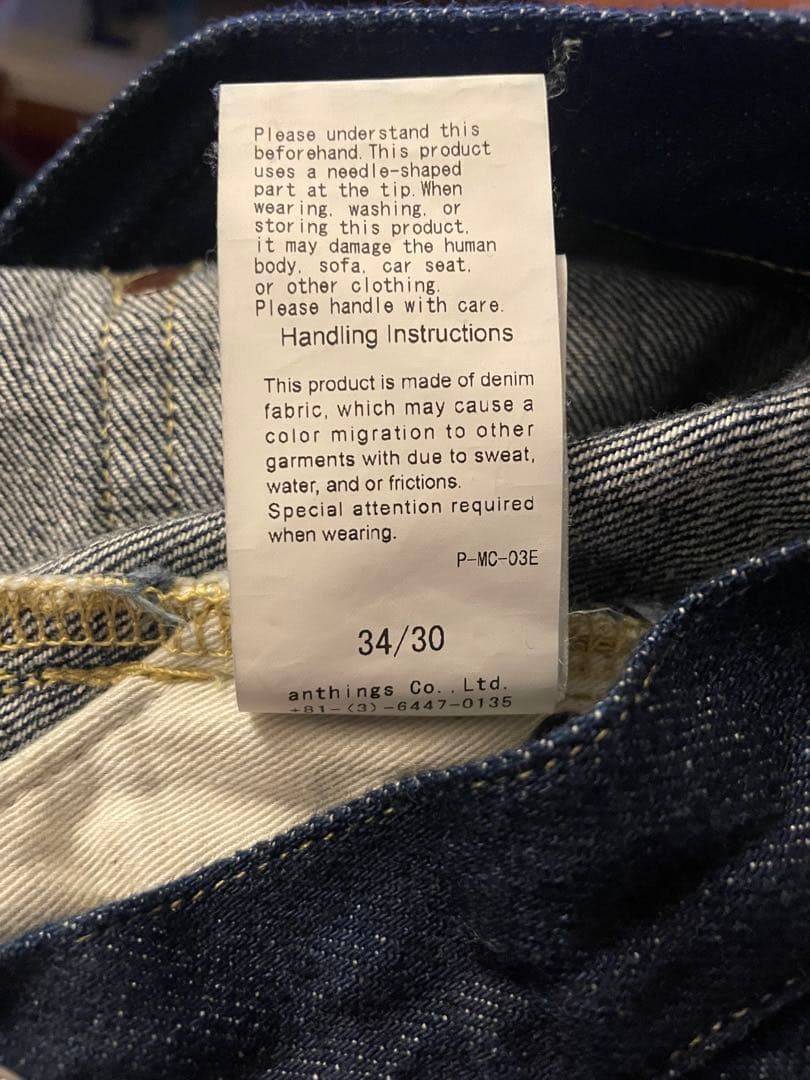 Please understand this
beforehand. This product
uses a needle-shaped
part at the tip. When
wearing, washing, or
storing this product,
it may damage the human
body, sofa, car seat,
or other clothing.
Please handle with care.
Handling Instructions
This product is made of denim
fabric, which may cause a
color migration to other
garments with due to sweat,
water, and or frictions.
Special attention required
when wearing.
P-MC-03E
34/30
anthings Co., Ltd.
+81-(3)-6447-0135